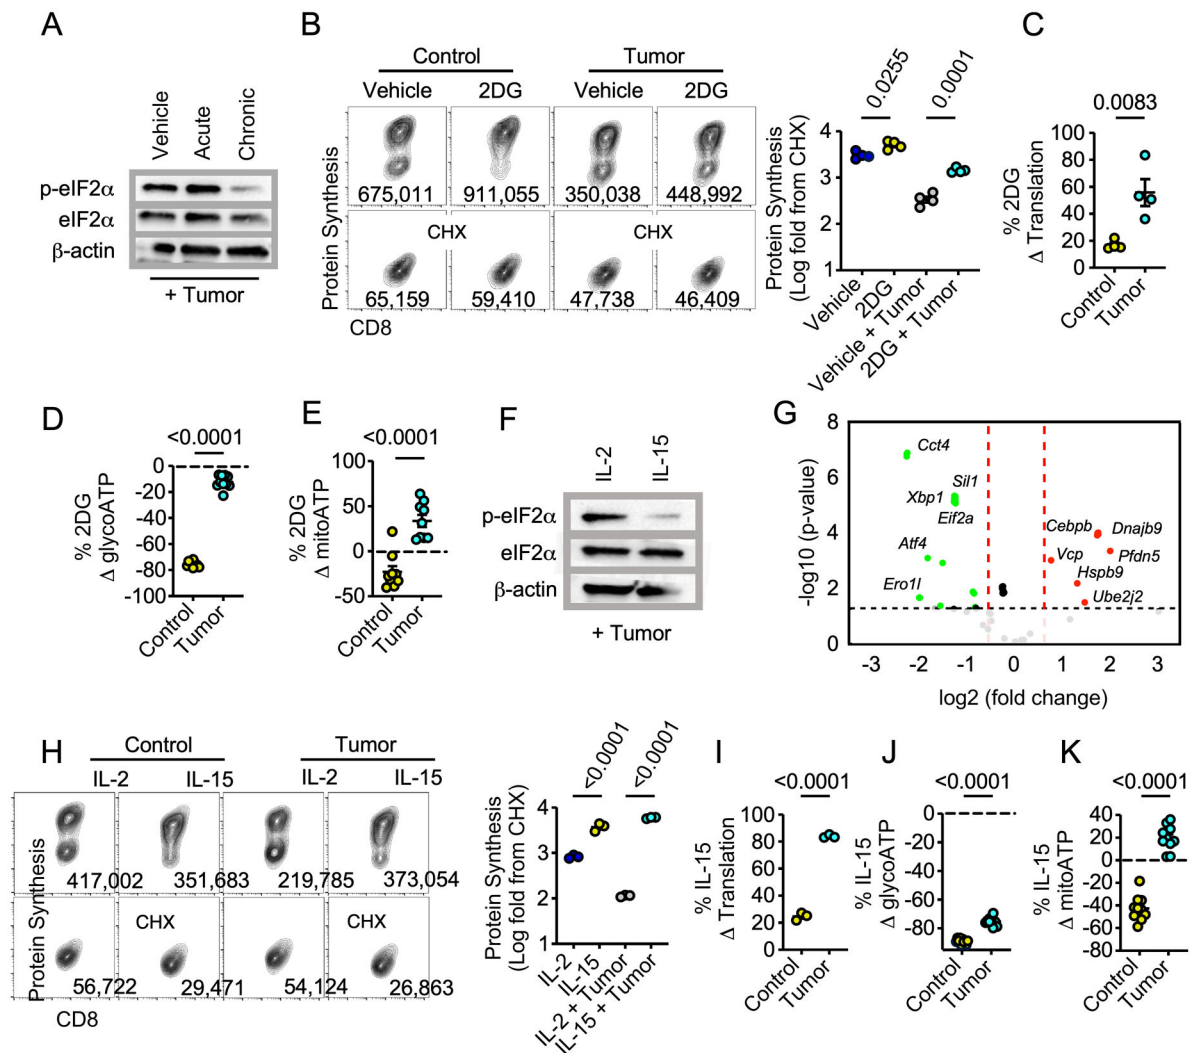 A
Vehicle
Acute
Chronic
p-eIF2α
eIF2α
β-actin
+ Tumor
B
Control
Tumor
Vehicle
2DG
Vehicle
2DG
Protein Synthesis
675,011
911,055
350,038
448,992
CHX
CHX
65,159
59,410
47,738
46,409
CD8
Protein Synthesis
(Log fold from CHX)
0.0255
0.0001
4
3
2
1
Vehicle
2DG
Vehicle + Tumor
2DG + Tumor
C
0.0083
% 2DG
Δ Translation
100
80
60
40
20
0
Control
Tumor
D
<0.0001
% 2DG
Δ glycoATP
0
-20
-40
-60
-80
-100
Control
Tumor
E
<0.0001
% 2DG
Δ mitoATP
100
50
0
-50
Control
Tumor
F
IL-2
IL-15
p-eIF2α
eIF2α
β-actin
+ Tumor
G
-log10 (p-value)
8
6
4
2
0
Cct4
Sil1
Xbp1
Eif2a
Atf4
Ero1l
Cebpb
Dnajb9
Vcp
Pfdn5
Hspb9
Ube2j2
-3 -2 -1 0 1 2 3
log2 (fold change)
H
Control
Tumor
IL-2
IL-15
IL-2
IL-15
Protein Synthesis
417,002
351,683
219,785
373,054
CHX
CHX
56,722
29,471
54,124
26,863
CD8
Protein Synthesis
(Log fold from CHX)
<0.0001
<0.0001
4
3
2
1
IL-2
IL-15
IL-2 + Tumor
IL-15 + Tumor
I
<0.0001
% IL-15
Δ Translation
100
80
60
40
20
0
Control
Tumor
J
<0.0001
% IL-15
Δ glycoATP
0
-20
-40
-60
-80
Control
Tumor
K
<0.0001
% IL-15
Δ mitoATP
40
20
0
-20
-40
-60
-80
Control
Tumor